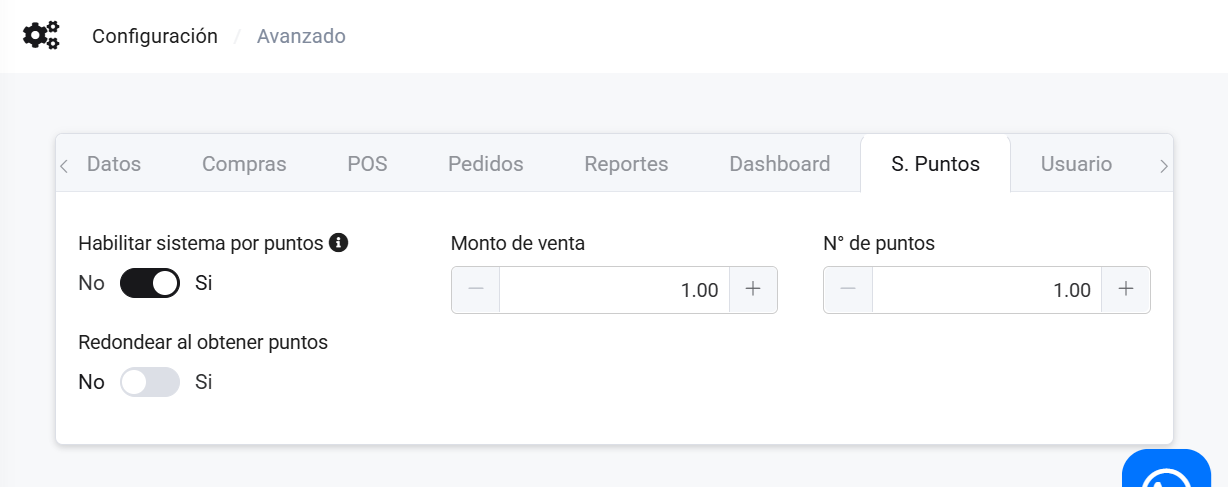 Configuración / Avanzado
Datos Compras POS Pedidos Reportes Dashboard S. Puntos Usuario
Habilitar sistema por puntos Monto de venta N° de puntos
No Si 1.00 1.00
Redondear al obtener puntos
No Si